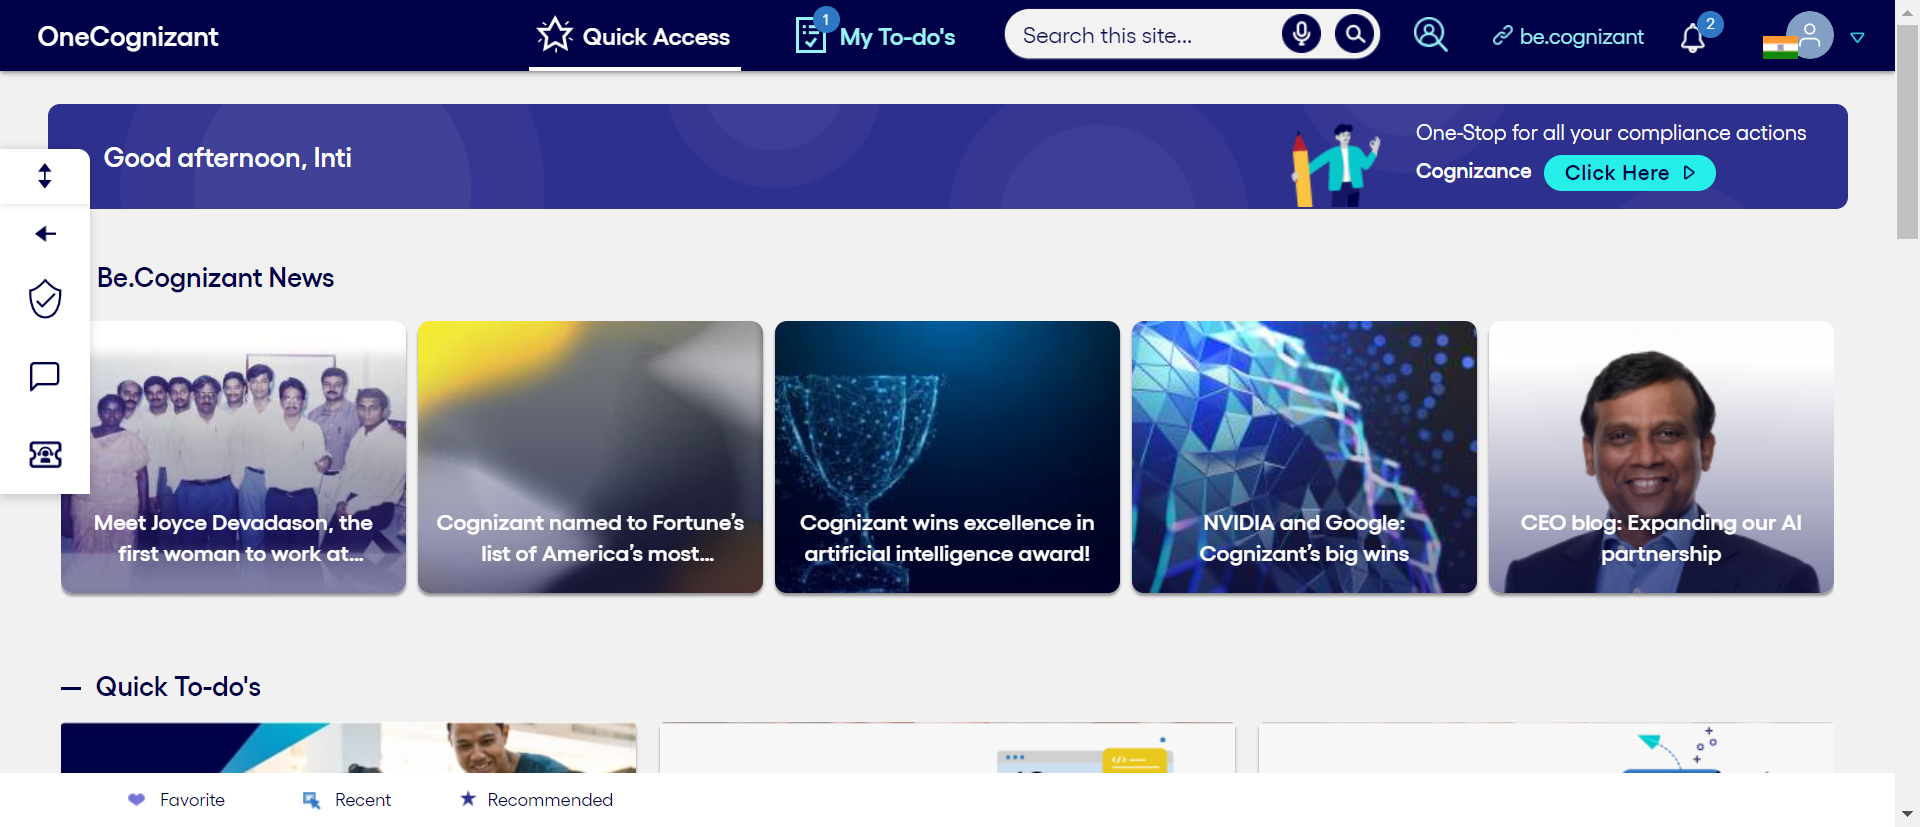 OneCognizant
Quick Access
1
My To-do's
Search this site...
be.cognizant
2
Good afternoon, Inti
One-Stop for all your compliance actions
Cognizance
Click Here
Be.Cognizant News
Meet Joyce Devadason, the
first woman to work at...
Cognizant named to Fortune’s
list of America’s most...
Cognizant wins excellence in
artificial intelligence award!
NVIDIA and Google:
Cognizant’s big wins
CEO blog: Expanding our AI
partnership
Quick To-do's
</>
Favorite
Recent
Recommended